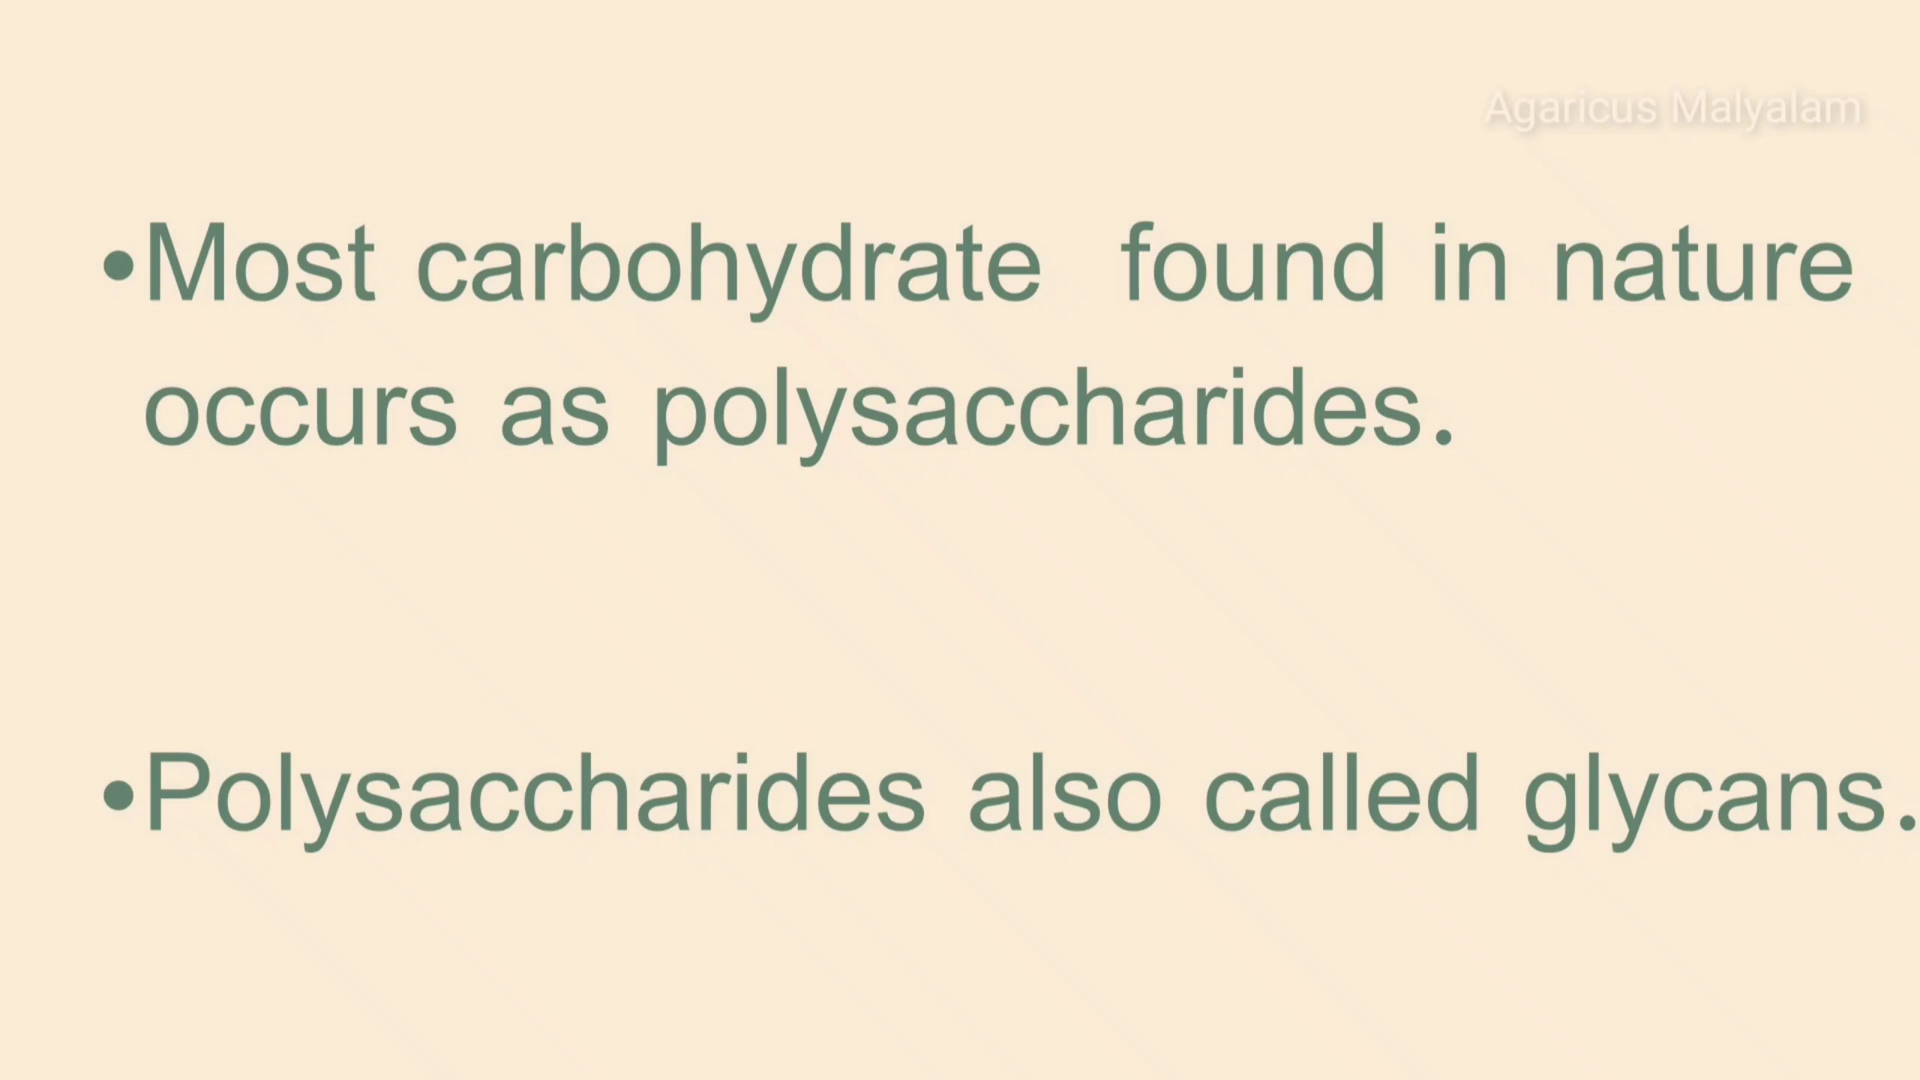 Agaricus Malyalam
•Most carbohydrate found in nature
occurs as polysaccharides.
•Polysaccharides also called glycans.